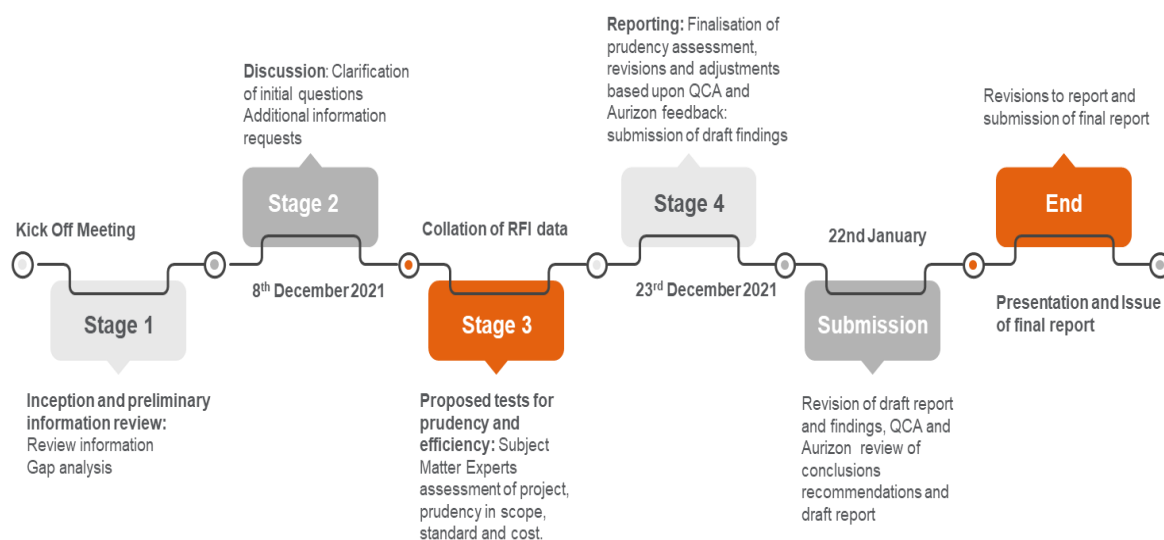 Kick Off Meeting
Stage 1
Inception and preliminary
information review:
Review information
Gap analysis
Discussion: Clarification
of initial questions
Additional information
requests
Stage 2
8th December 2021
Collation of RFI data
Stage 3
Proposed tests for
prudency and
efficiency: Subject
Matter Experts
assessment of project,
prudency in scope,
standard and cost.
Reporting: Finalisation of
prudency assessment,
revisions and adjustments
based upon QCA and
Aurizon feedback:
submission of draft findings
Stage 4
23rd December 2021
22nd January
Submission
Revision of draft report
and findings, QCA and
Aurizon review of
conclusions
recommendations and
draft report
Revisions to report and
submission of final report
End
Presentation and Issue
of final report